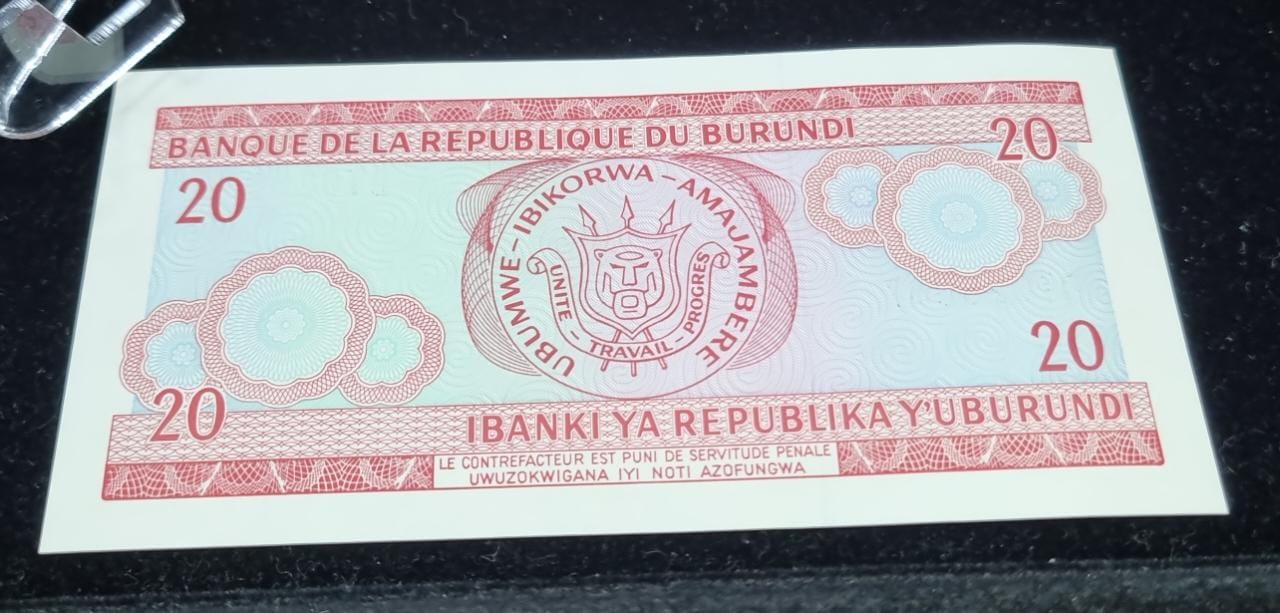 BANQUE DE LA REPUBLIQUE DU BURUNDI
20
20
UBUMWE - IBIKORWA - AMAJAMBERE
UNITE - TRAVAIL - PROGRES
20
20
IBANKI YA REPUBLIKA Y'UBURUNDI
LE CONTREFACTEUR EST PUNI DE SERVITUDE PENALE
UWUZOKWIGANA IYI NOTI AZOFUNGWA